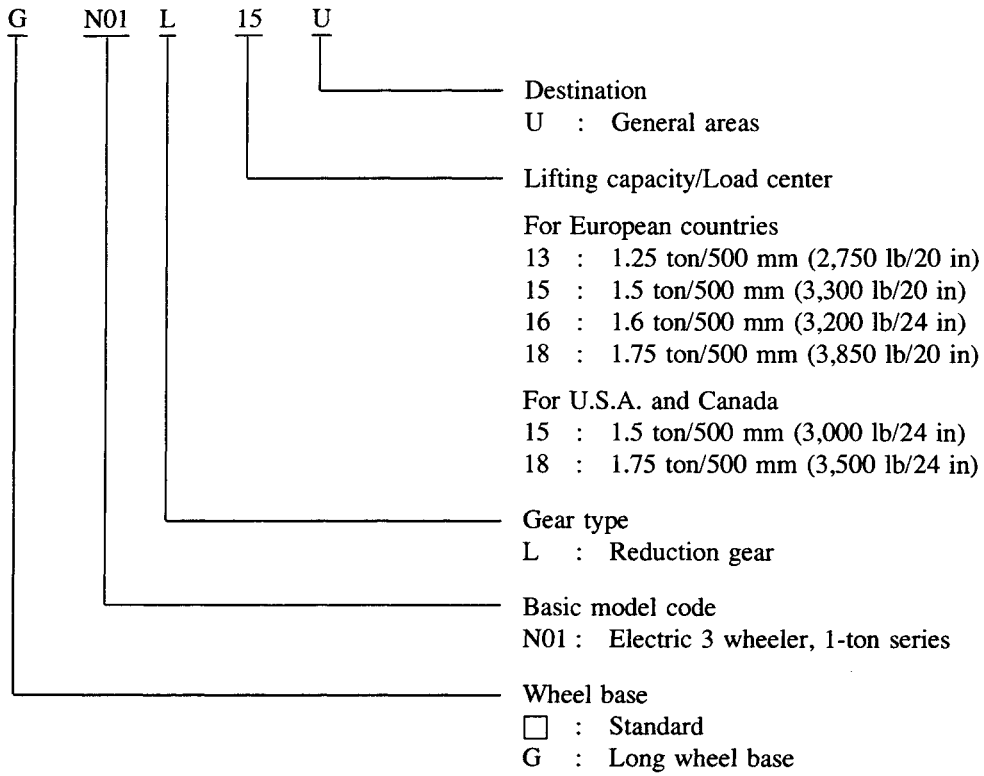 G N01 L 15 U
Destination
U : General areas
Lifting capacity/Load center
For European countries
13 : 1.25 ton/500 mm (2,750 lb/20 in)
15 : 1.5 ton/500 mm (3,300 lb/20 in)
16 : 1.6 ton/500 mm (3,200 lb/24 in)
18 : 1.75 ton/500 mm (3,850 lb/20 in)
For U.S.A. and Canada
15 : 1.5 ton/500 mm (3,000 lb/24 in)
18 : 1.75 ton/500 mm (3,500 lb/24 in)
Gear type
L : Reduction gear
Basic model code
N01 : Electric 3 wheeler, 1-ton series
Wheel base
□ : Standard
G : Long wheel base